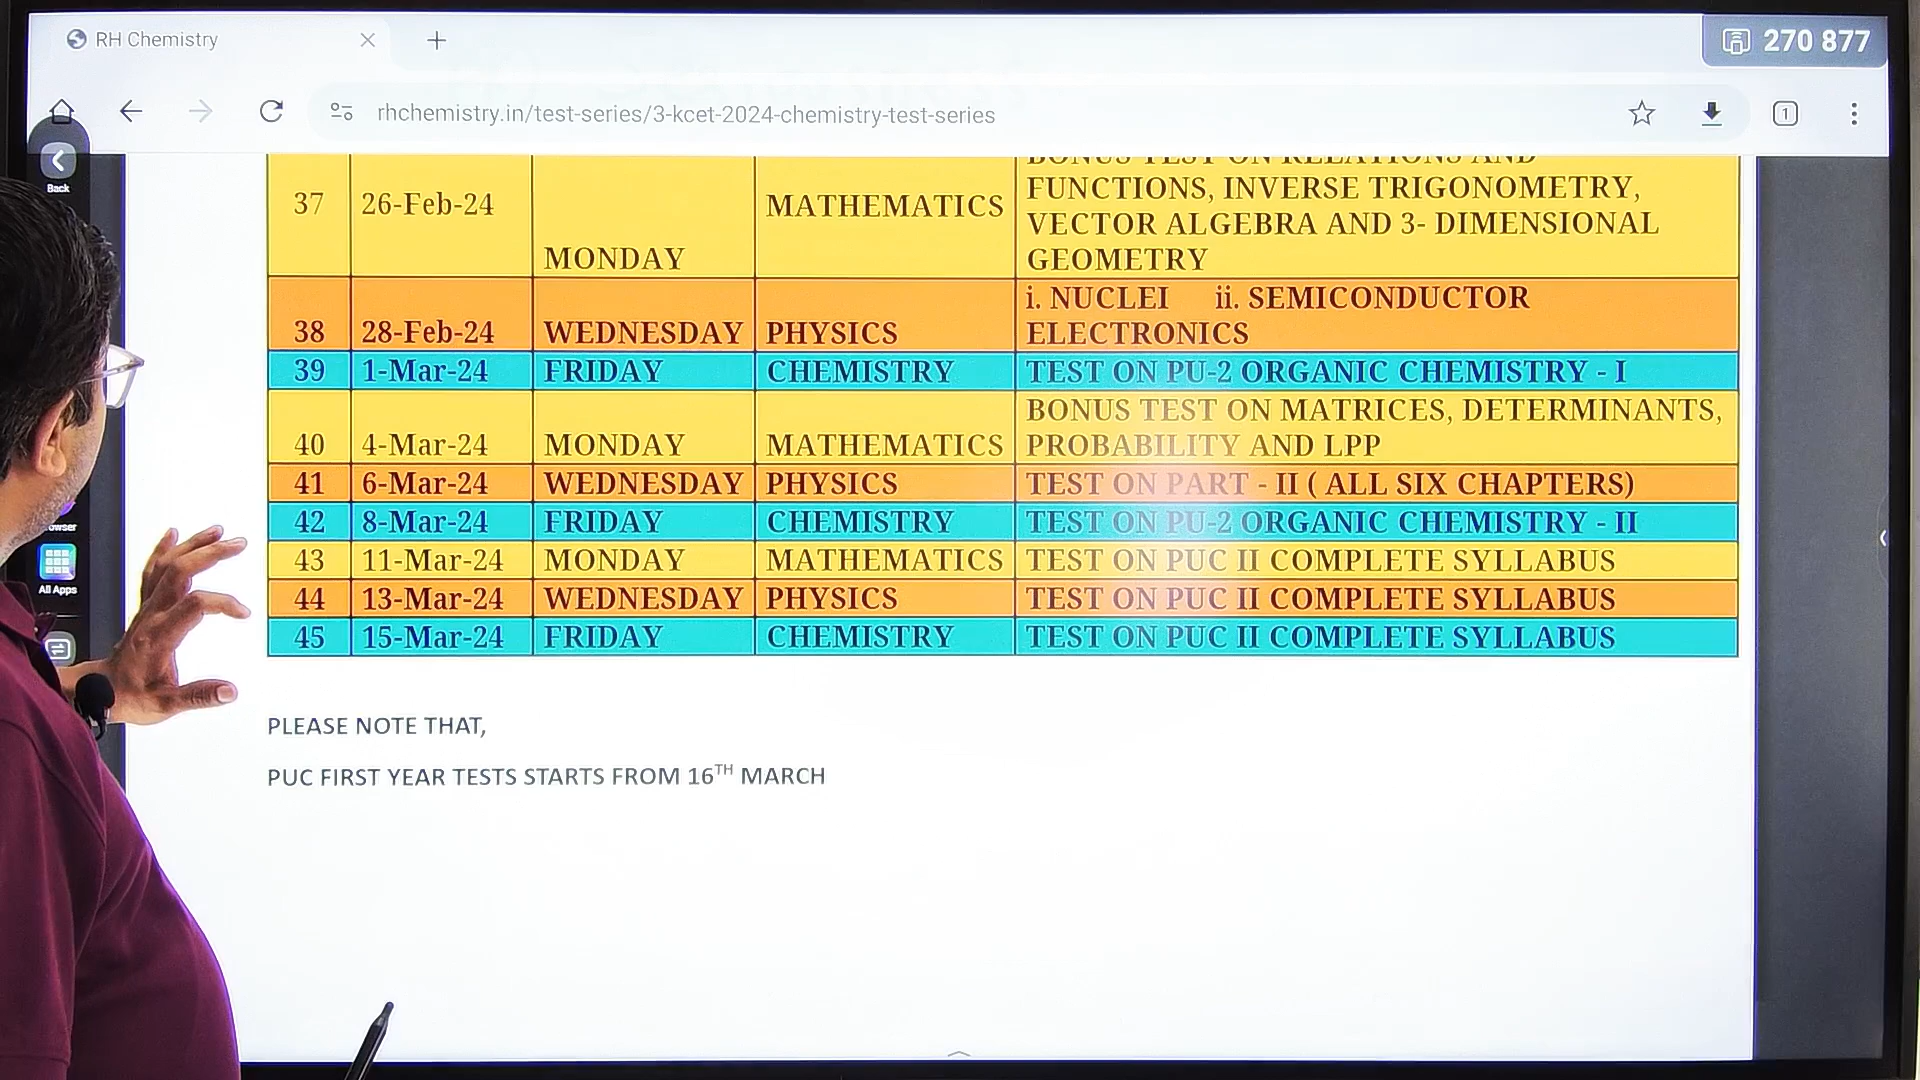 RH Chemistry
270 877
rhchemistry.in/test-series/3-kcet-2024-chemistry-test-series
1
Back
BONUS TEST ON RELATIONS AND
37 26-Feb-24 MONDAY MATHEMATICS FUNCTIONS, INVERSE TRIGONOMETRY,
VECTOR ALGEBRA AND 3- DIMENSIONAL
GEOMETRY
38 28-Feb-24 WEDNESDAY PHYSICS i. NUCLEI ii. SEMICONDUCTOR
ELECTRONICS
39 1-Mar-24 FRIDAY CHEMISTRY TEST ON PU-2 ORGANIC CHEMISTRY - I
40 4-Mar-24 MONDAY MATHEMATICS BONUS TEST ON MATRICES, DETERMINANTS,
PROBABILITY AND LPP
41 6-Mar-24 WEDNESDAY PHYSICS TEST ON PART - II ( ALL SIX CHAPTERS)
42 8-Mar-24 FRIDAY CHEMISTRY TEST ON PU-2 ORGANIC CHEMISTRY - II
43 11-Mar-24 MONDAY MATHEMATICS TEST ON PUC II COMPLETE SYLLABUS
44 13-Mar-24 WEDNESDAY PHYSICS TEST ON PUC II COMPLETE SYLLABUS
45 15-Mar-24 FRIDAY CHEMISTRY TEST ON PUC II COMPLETE SYLLABUS
All Apps
PLEASE NOTE THAT,
PUC FIRST YEAR TESTS STARTS FROM 16TH MARCH